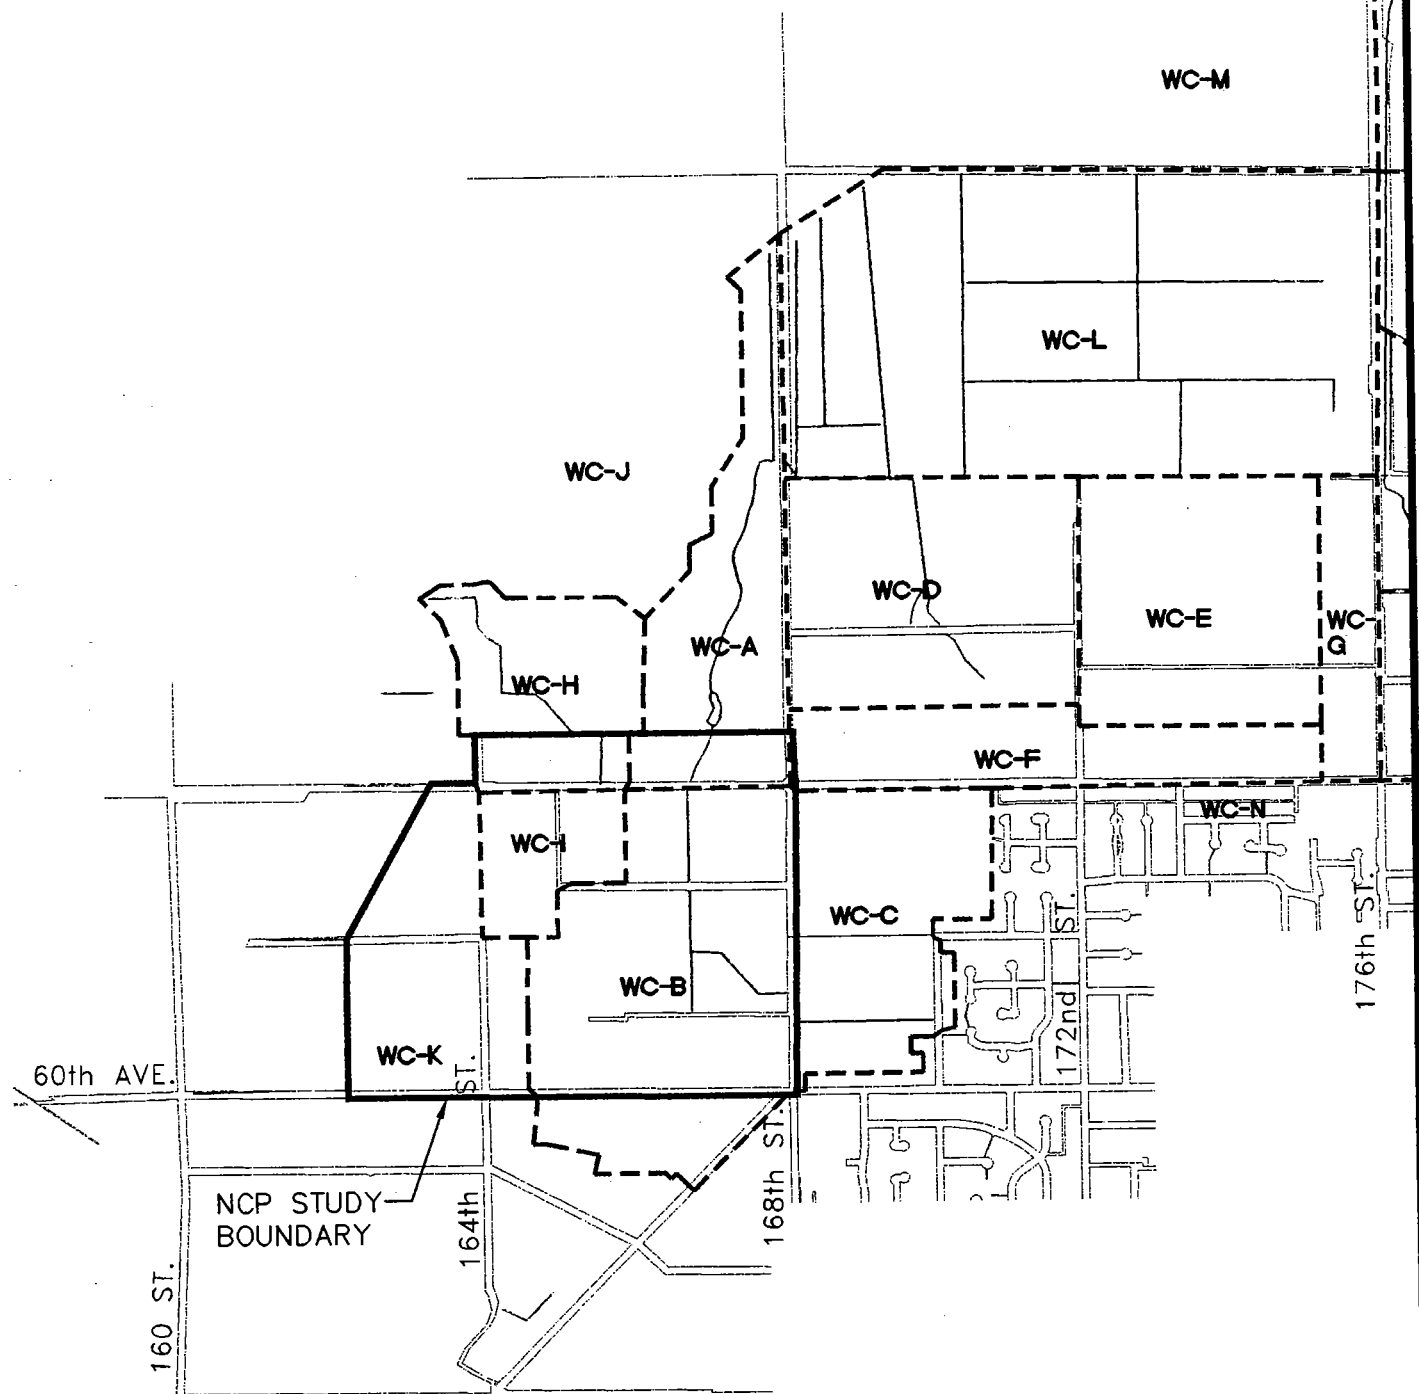 WC-M
WC-L
WC-J
WC-D
WC-E
WC-
G
WC-A
WC-H
WC-F
WC-N
WC-I
WC-C
WC-B
WC-K
60th AVE.
NCP STUDY
BOUNDARY
160 ST.
164th ST.
168th ST.
172nd ST.
176th ST.